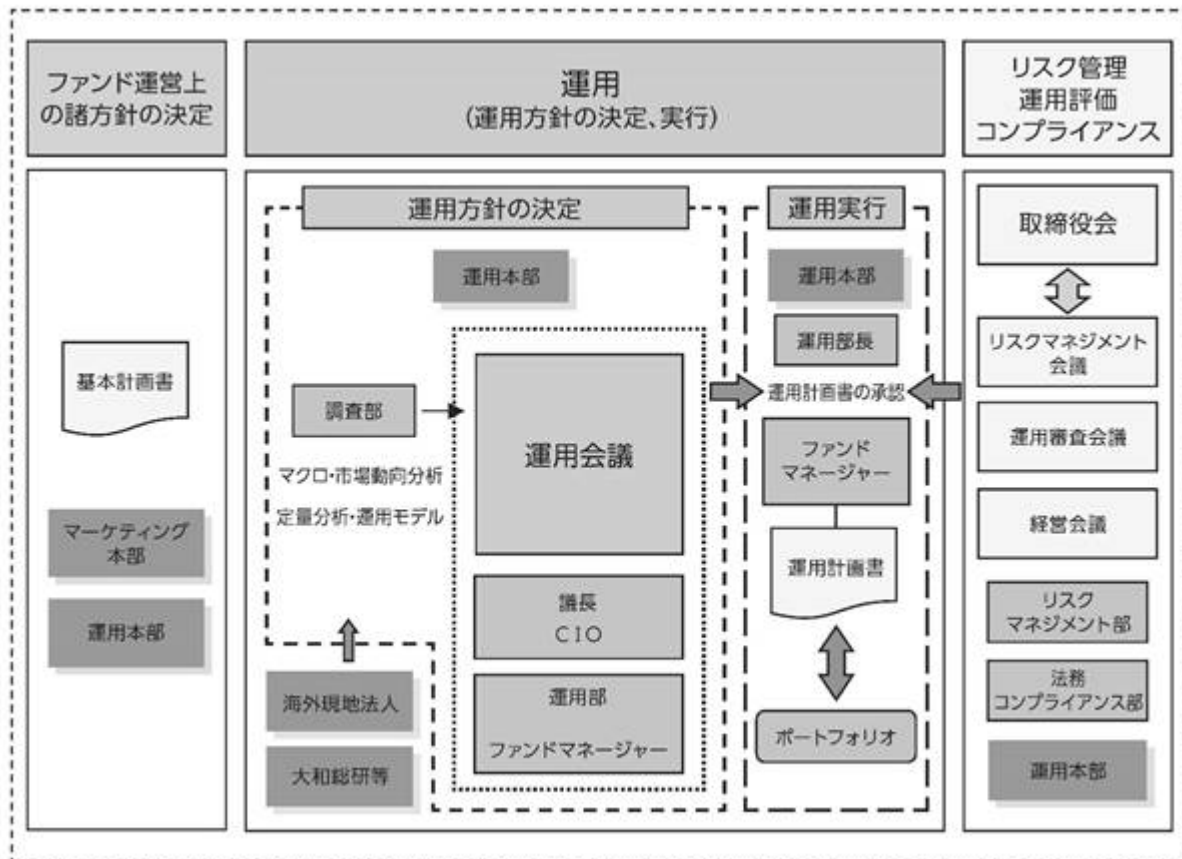 ファンド運営上
の諸方針の決定
運用
(運用方針の決定、実行)
リスク管理
運用評価
コンプライアンス
基本計画書
マーケティング
本部
運用本部
運用方針の決定
運用本部
調査部
マクロ・市場動向分析
定量分析・運用モデル
海外現地法人
大和総研等
運用会議
議長
CIO
運用部
ファンドマネージャー
運用実行
運用本部
運用部長
運用計画書の承認
ファンド
マネージャー
運用計画書
ポートフォリオ
取締役会
リスクマネジメント
会議
運用審査会議
経営会議
リスク
マネジメント部
法務
コンプライアンス部
運用本部